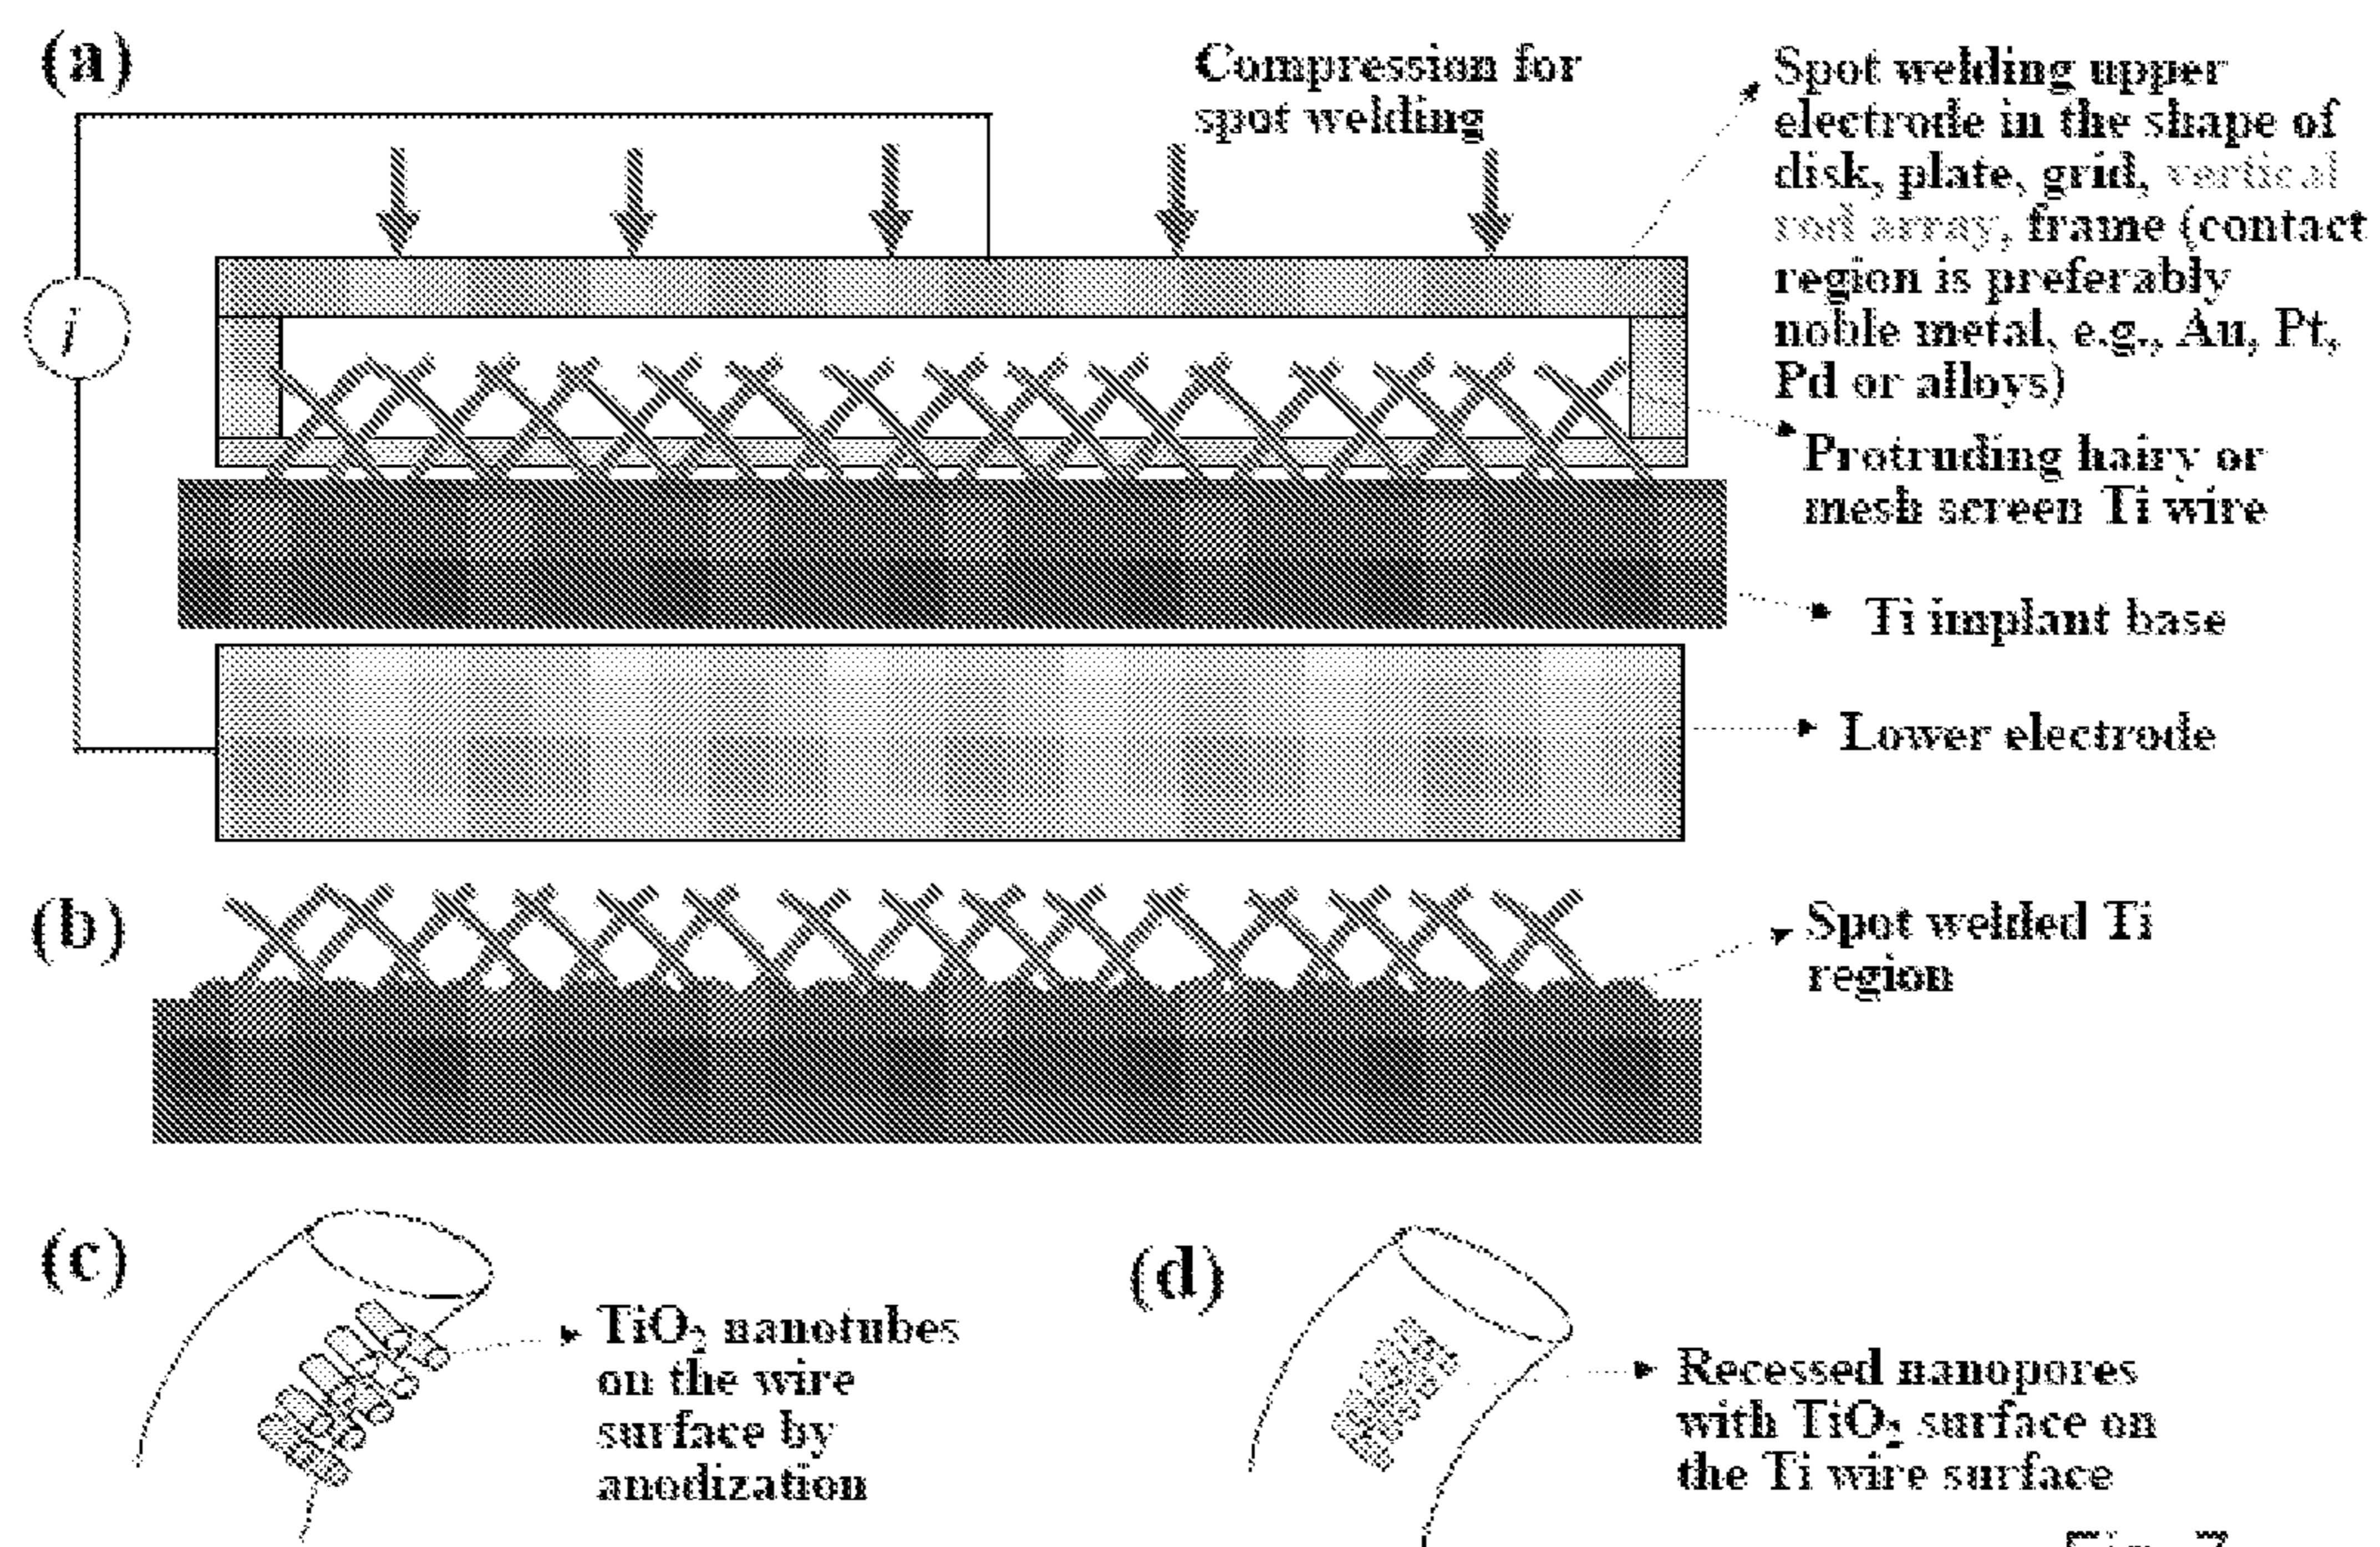 (a)
Compression for
spot welding
Spot welding upper
electrode in the shape of
disk, plate, grid, vertical
rod array, frame (contact
region is preferably
noble metal, e.g., Au, Pt,
Pd or alloys)
i
Protruding hairy or
mesh screen Ti wire
Ti implant base
Lower electrode
(b)
Spot welded Ti
region
(c)
TiO₂ nanotubes
on the wire
surface by
anodization
(d)
Recessed nanopores
with TiO₂ surface on
the Ti wire surface